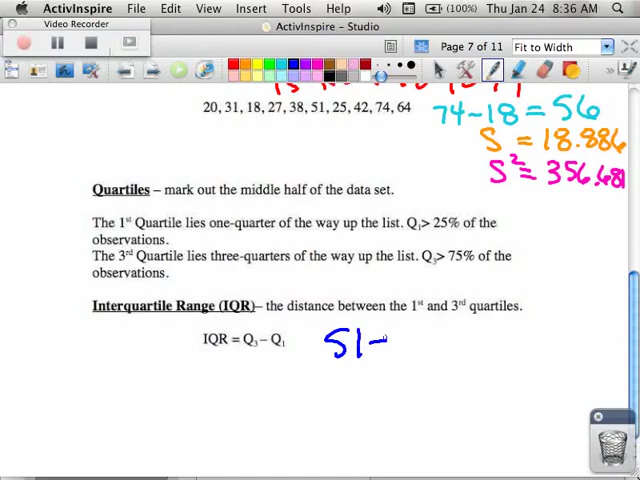 ActivInspire File Edit View Insert Tools Help (100%) Thu Jan 24 8:36 AM
ActivInspire – Studio
Video Recorder
Page 7 of 11 Fit to Width
20, 31, 18, 27, 38, 51, 25, 42, 74, 64
74-18 = 56
S = 18.886
S² = 356.681
Quartiles – mark out the middle half of the data set.
The 1st Quartile lies one-quarter of the way up the list. Q1> 25% of the
observations.
The 3rd Quartile lies three-quarters of the way up the list. Q3> 75% of the
observations.
Interquartile Range (IQR)– the distance between the 1st and 3rd quartiles.
IQR = Q3 – Q1 51-